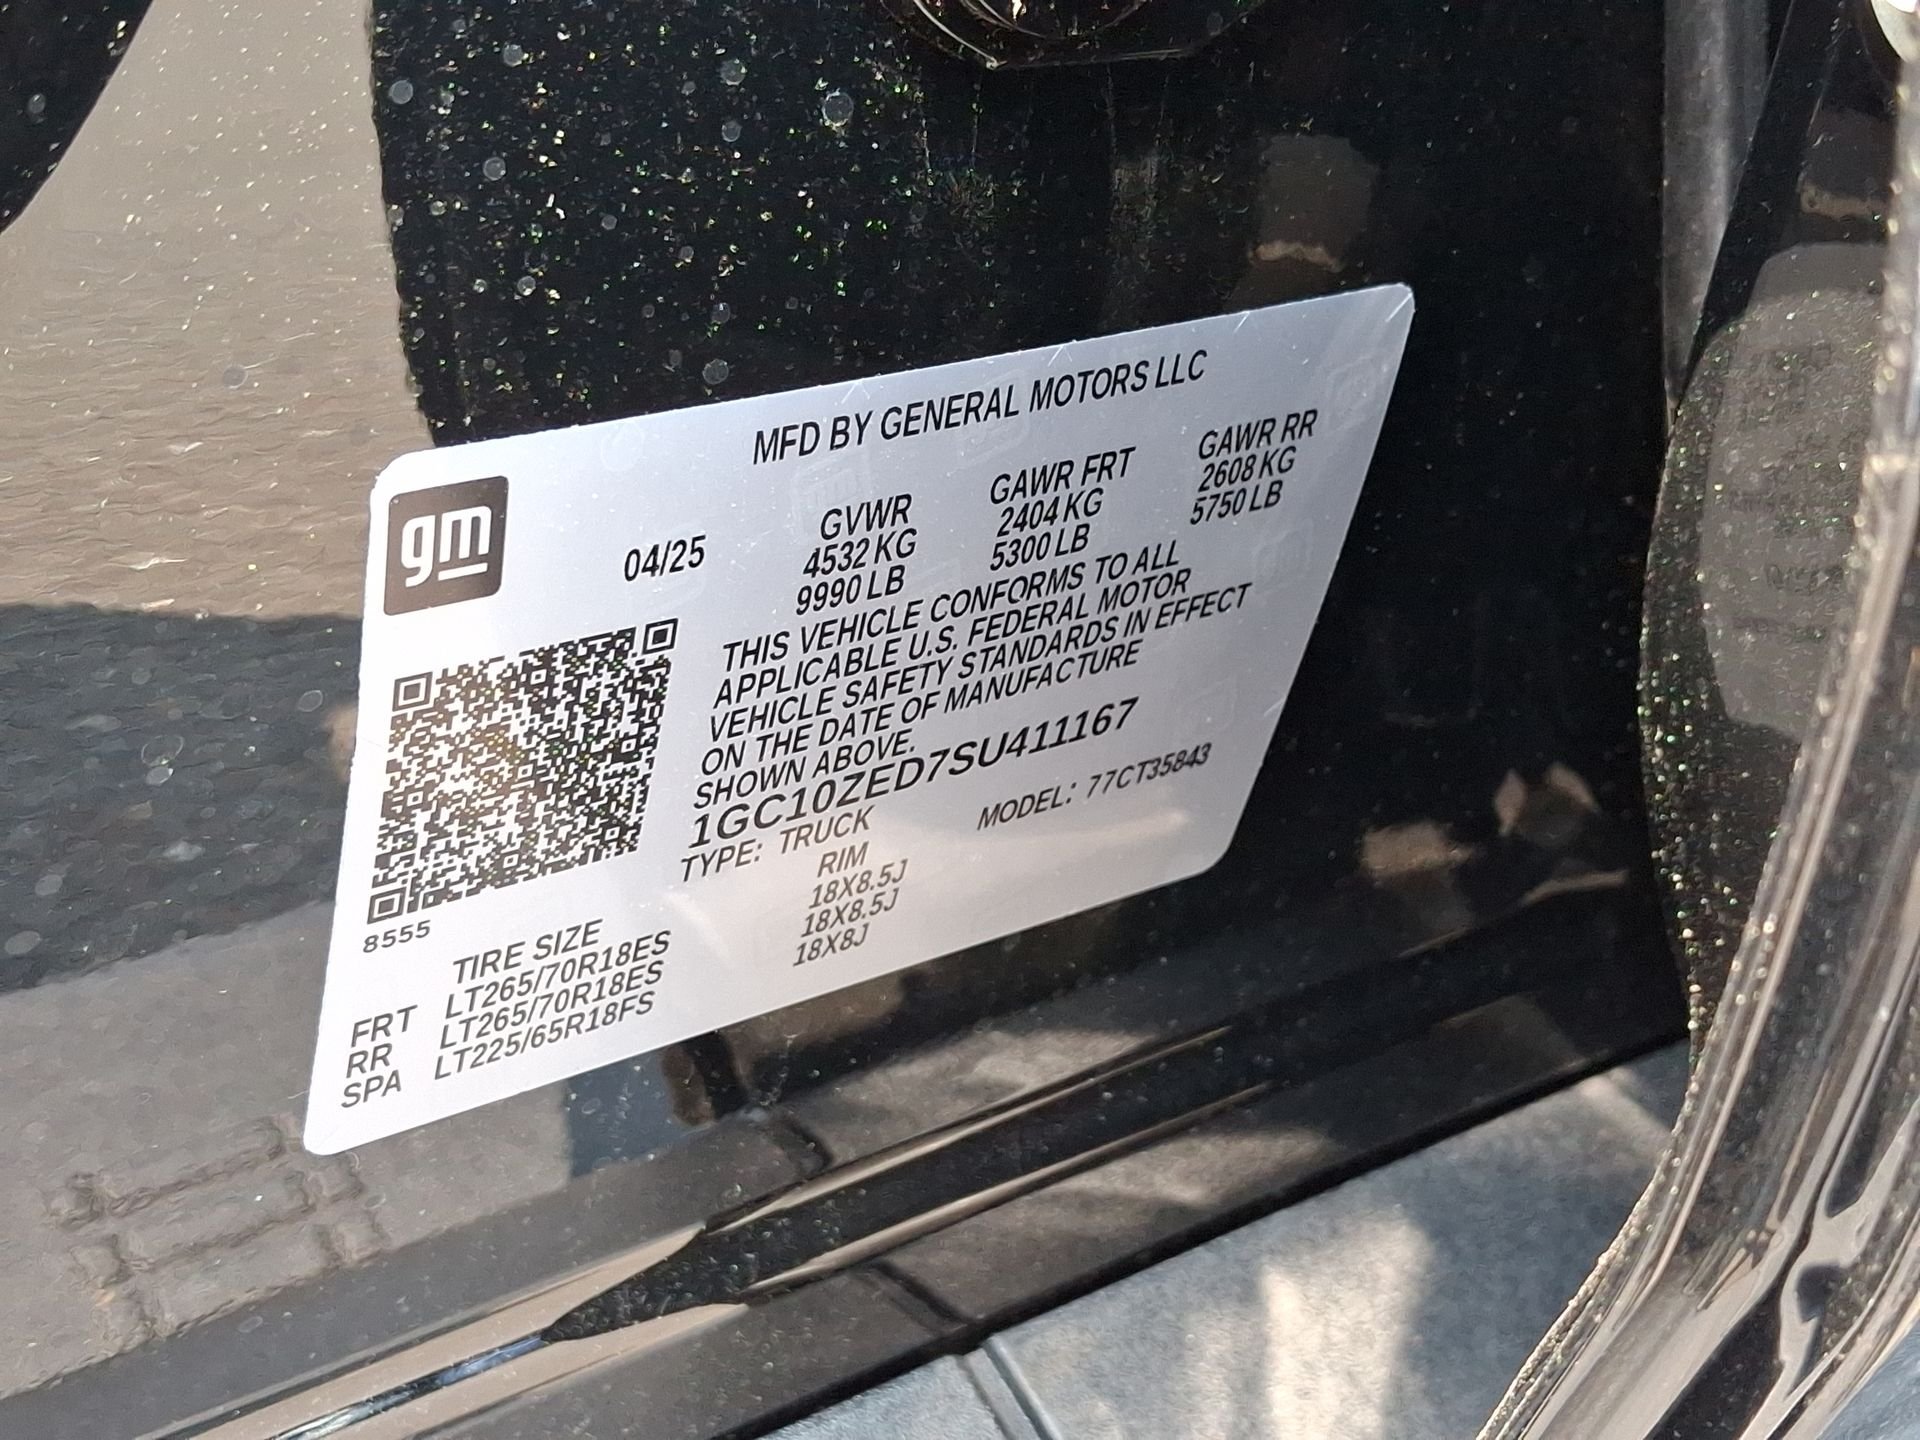 MFD BY GENERAL MOTORS LLC
gm
04/25
GVWR
4532 KG
9990 LB
GAWR FRT
2404 KG
5300 LB
GAWR RR
2608 KG
5750 LB
THIS VEHICLE CONFORMS TO ALL
APPLICABLE U.S. FEDERAL MOTOR
VEHICLE SAFETY STANDARDS IN EFFECT
ON THE DATE OF MANUFACTURE
SHOWN ABOVE.
1GC10ZED7SU411167
TYPE: TRUCK
MODEL: 77CT35843
8555
TIRE SIZE RIM
FRT LT265/70R18ES 18X8.5J
RR LT265/70R18ES 18X8.5J
SPA LT225/65R18FS 18X8J